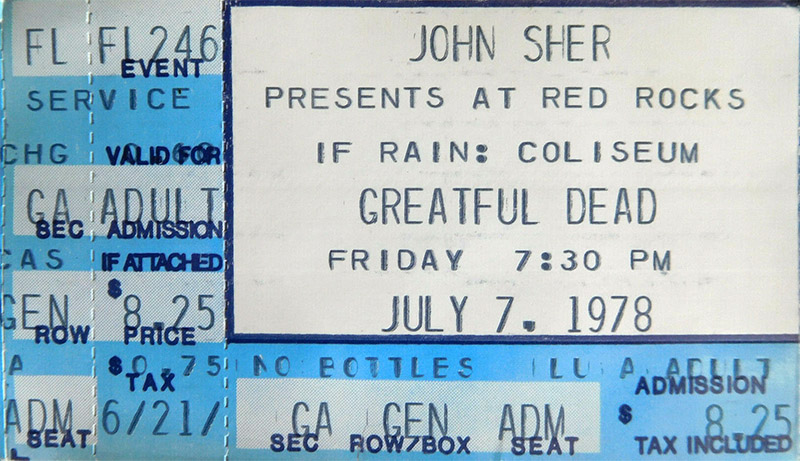 FL FL246
EVENT
SERVICE
CHG VALID FOR
GA ADULT
SEC ADMISSION
CAS IF ATTACHED
GEN $ 8.25
ROW PRICE
A $0.75
TAX
ADM 6/21/
SEAT
JOHN SHER
PRESENTS AT RED ROCKS
IF RAIN: COLISEUM
GREATFUL DEAD
FRIDAY 7:30 PM
JULY 7. 1978
NO BOTTLES A ADULT
ADMISSION
GA GEN ADM $ 8.25
SEC ROW/BOX SEAT TAX INCLUDED